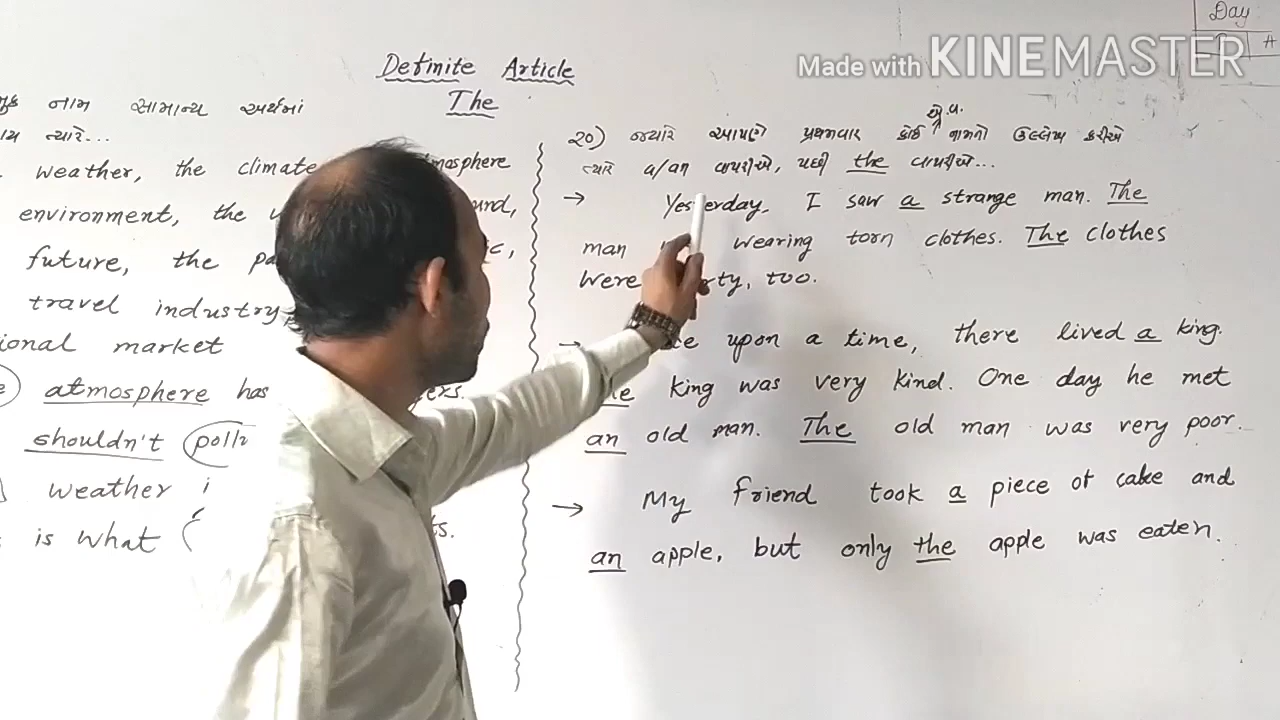 Day
A
Made with KINEMASTER
Definite Article
The
નામ સામાન્ય અર્થમાં
ત્યારે...
weather, the climate
environment, the
future, the
travel industry,
ional market
atmosphere has
shouldn't
weather
is what
૨૦) જ્યારે આપણે પ્રથમવાર કોઈ એ.વ. નામનો ઉલ્લેખ કરીએ
ત્યારે a/an વાપરીએ, પછી the વાપરીએ...
→ Yesterday, I saw a strange man. The
man wearing torn clothes. The clothes
were too.
→ upon a time, there lived a king.
king was very kind. One day he met
an old man. The old man was very poor.
→ My friend took a piece of cake and
an apple, but only the apple was eaten.